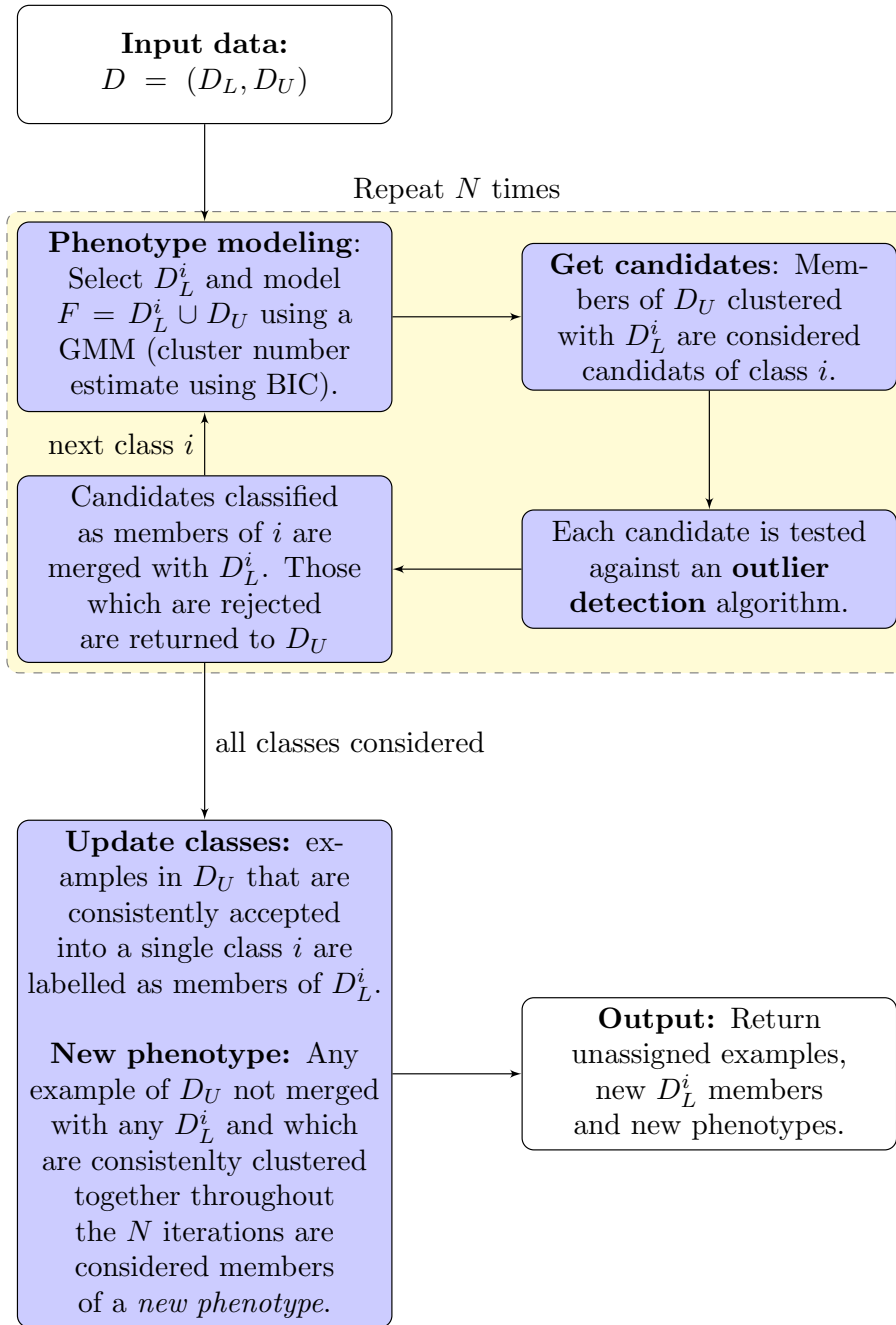 Input data:
D = (D_L, D_U)
Repeat N times
Phenotype modeling:
Select D_L^i and model
F = D_L^i ∪ D_U using a
GMM (cluster number
estimate using BIC).
Get candidates: Mem-
bers of D_U clustered
with D_L^i are considered
candidats of class i.
Each candidate is tested
against an outlier
detection algorithm.
Candidates classified
as members of i are
merged with D_L^i. Those
which are rejected
are returned to D_U
next class i
all classes considered
Update classes: ex-
amples in D_U that are
consistently accepted
into a single class i are
labelled as members of D_L^i.
New phenotype: Any
example of D_U not merged
with any D_L^i and which
are consistenlty clustered
together throughout
the N iterations are
considered members
of a new phenotype.
Output: Return
unassigned examples,
new D_L^i members
and new phenotypes.